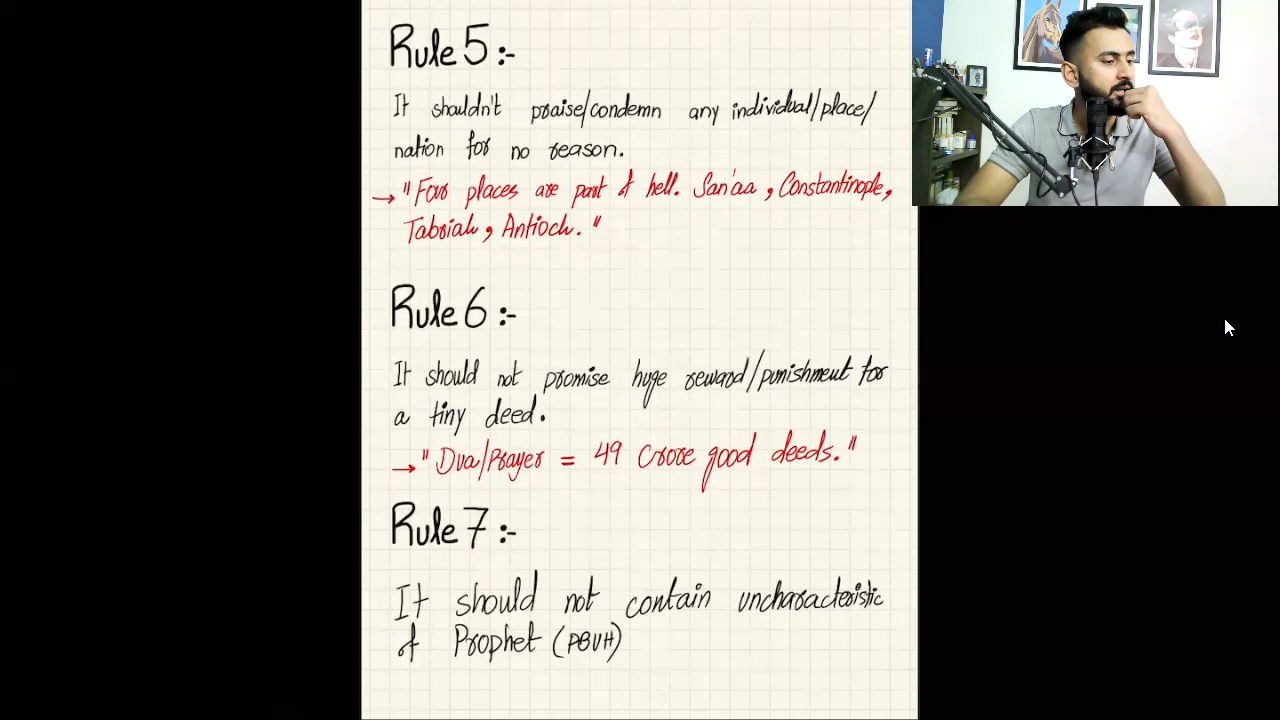 Rule 5 :-
It shouldn't praise/condemn any individual/place/
nation for no reason.
→ "Four places are part of hell. San'aa, Constantinople,
Tabriah, Antioch."
Rule 6 :-
It should not promise huge reward/punishment for
a tiny deed.
→ "Dua/Prayer = 49 Crore good deeds."
Rule 7 :-
It should not contain uncharacteristic
of Prophet (PBUH)